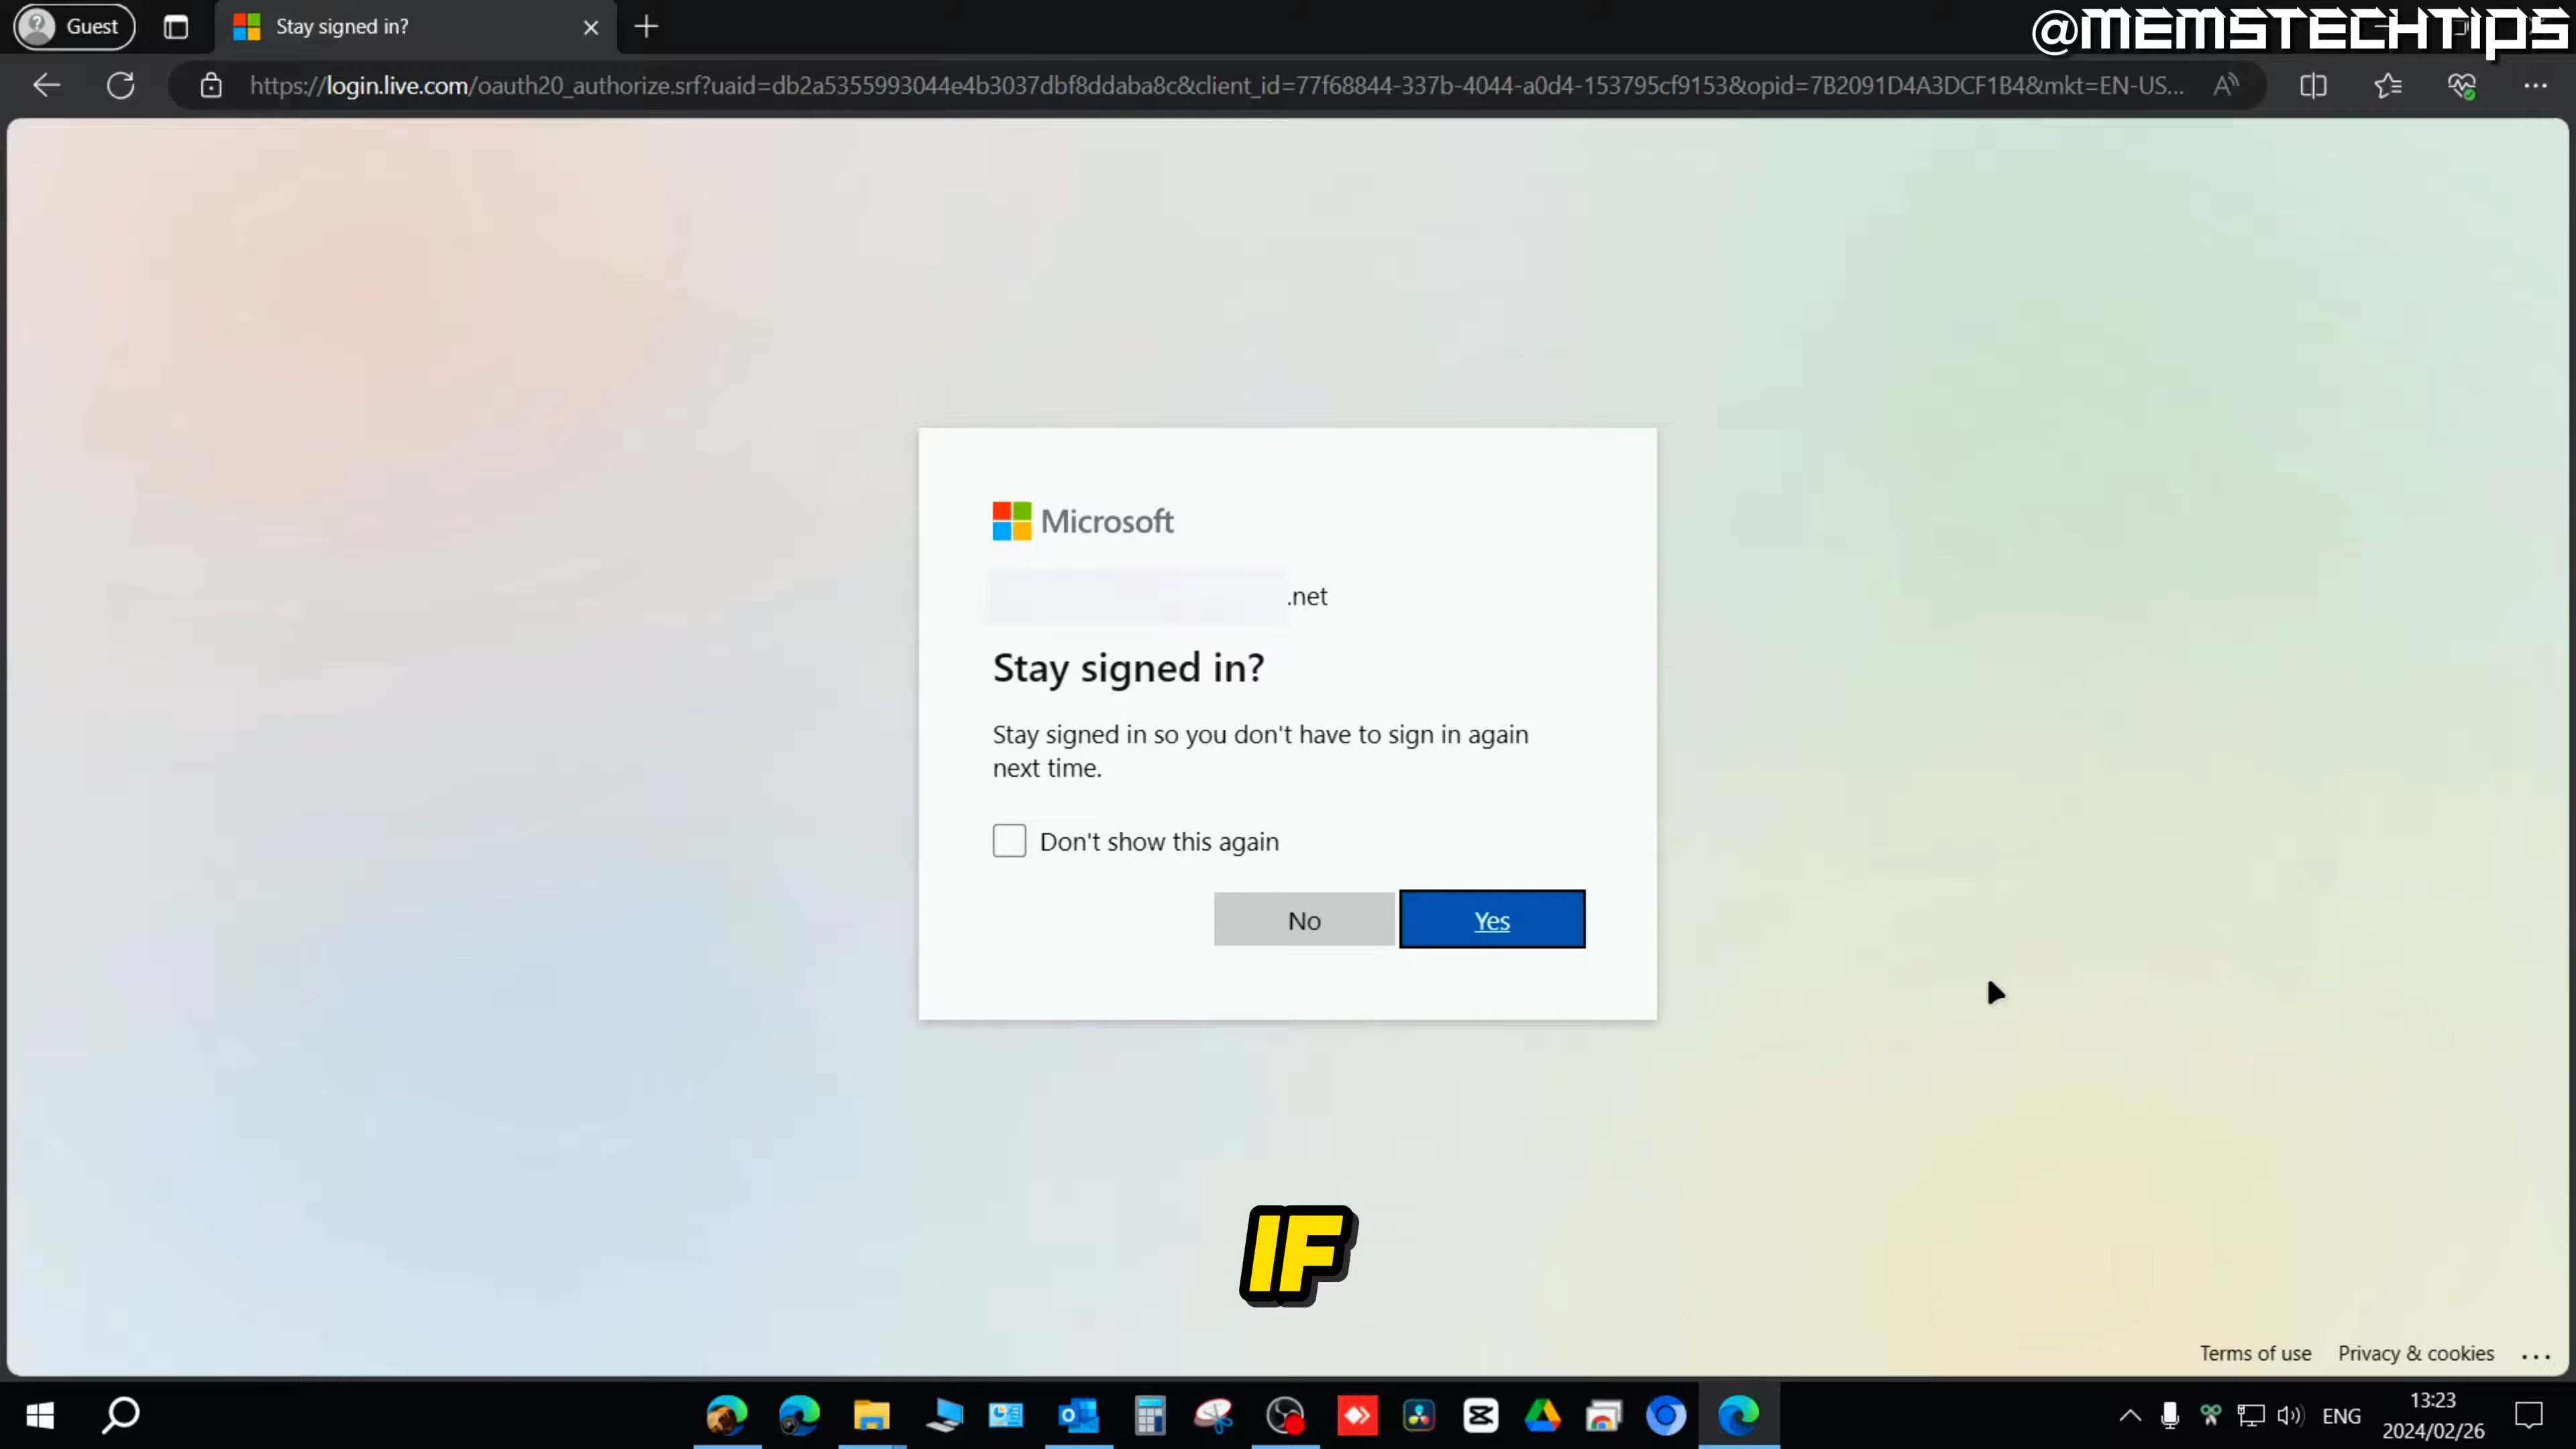 Guest
Stay signed in?
@MEMSTECHTIPS
https://login.live.com/oauth20_authorize.srf?uaid=db2a5355993044e4b3037dbf8ddaba8c&client_id=77f68844-337b-4044-a0d4-153795cf9153&opid=7B2091D4A3DCF1B4&mkt=EN-US...
Microsoft
.net
Stay signed in?
Stay signed in so you don't have to sign in again
next time.
Don't show this again
No
Yes
IF
Terms of use
Privacy & cookies
ENG
13:23
2024/02/26